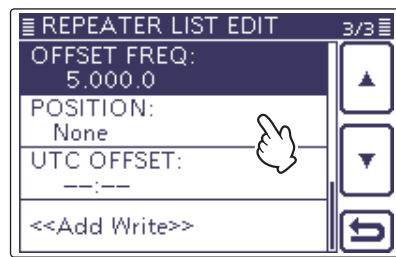 REPEATER LIST EDIT 3/3
OFFSET FREQ:
5.000.0
POSITION:
None
UTC OFFSET:
--:--
<<Add Write>>